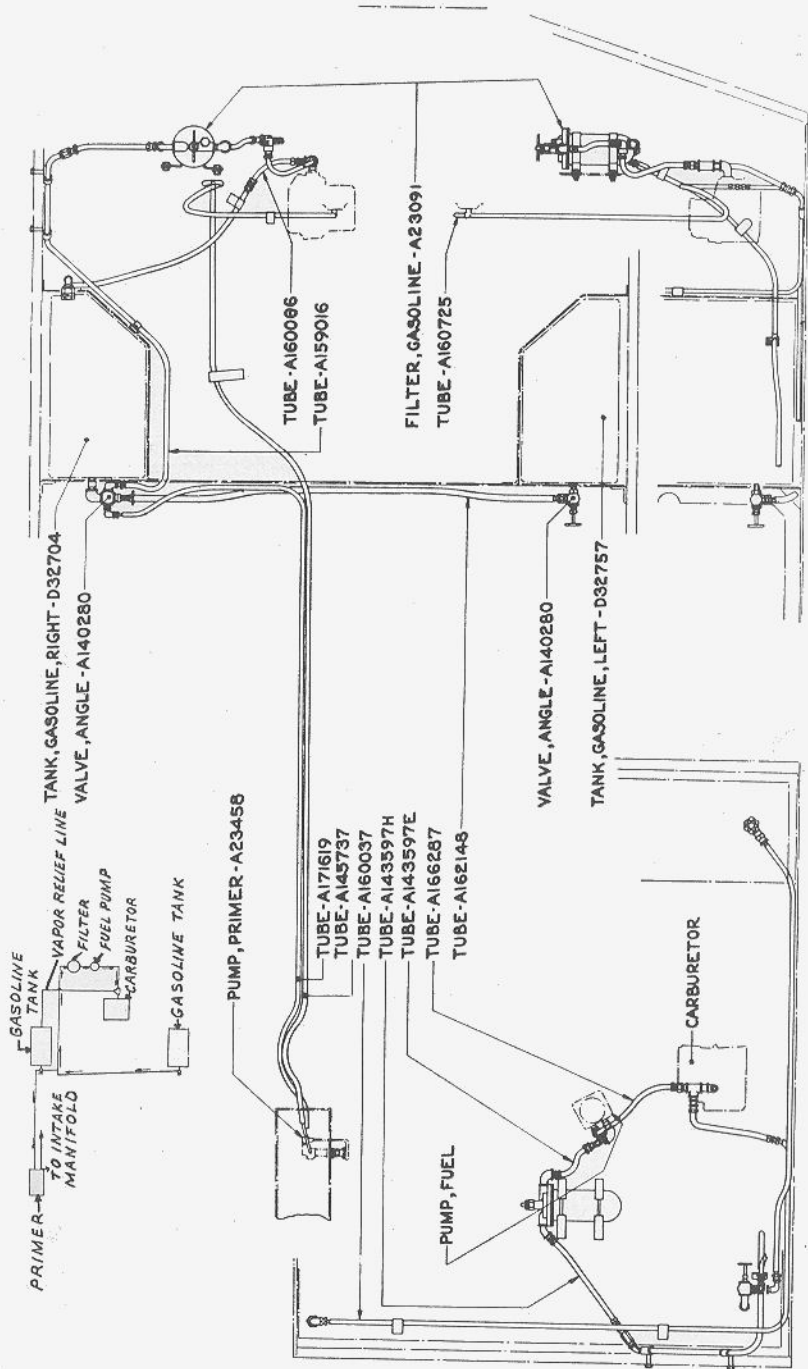 GASOLINE
TANK
VAPOR RELIEF LINE
FILTER
FUEL PUMP
CARBURETOR
GASOLINE TANK
PRIMER
TO INTAKE
MANIFOLD
TANK, GASOLINE, RIGHT-D32704
VALVE, ANGLE-A140280
TUBE-A160086
TUBE-A159016
FILTER, GASOLINE-A23091
TUBE-A160725
PUMP, PRIMER-A23458
TUBE-A171619
TUBE-A145737
TUBE-A160037
TUBE-A143597H
TUBE-A143597E
TUBE-A166287
TUBE-A162148
VALVE, ANGLE-A140280
TANK, GASOLINE, LEFT-D32757
PUMP, FUEL
CARBURETOR